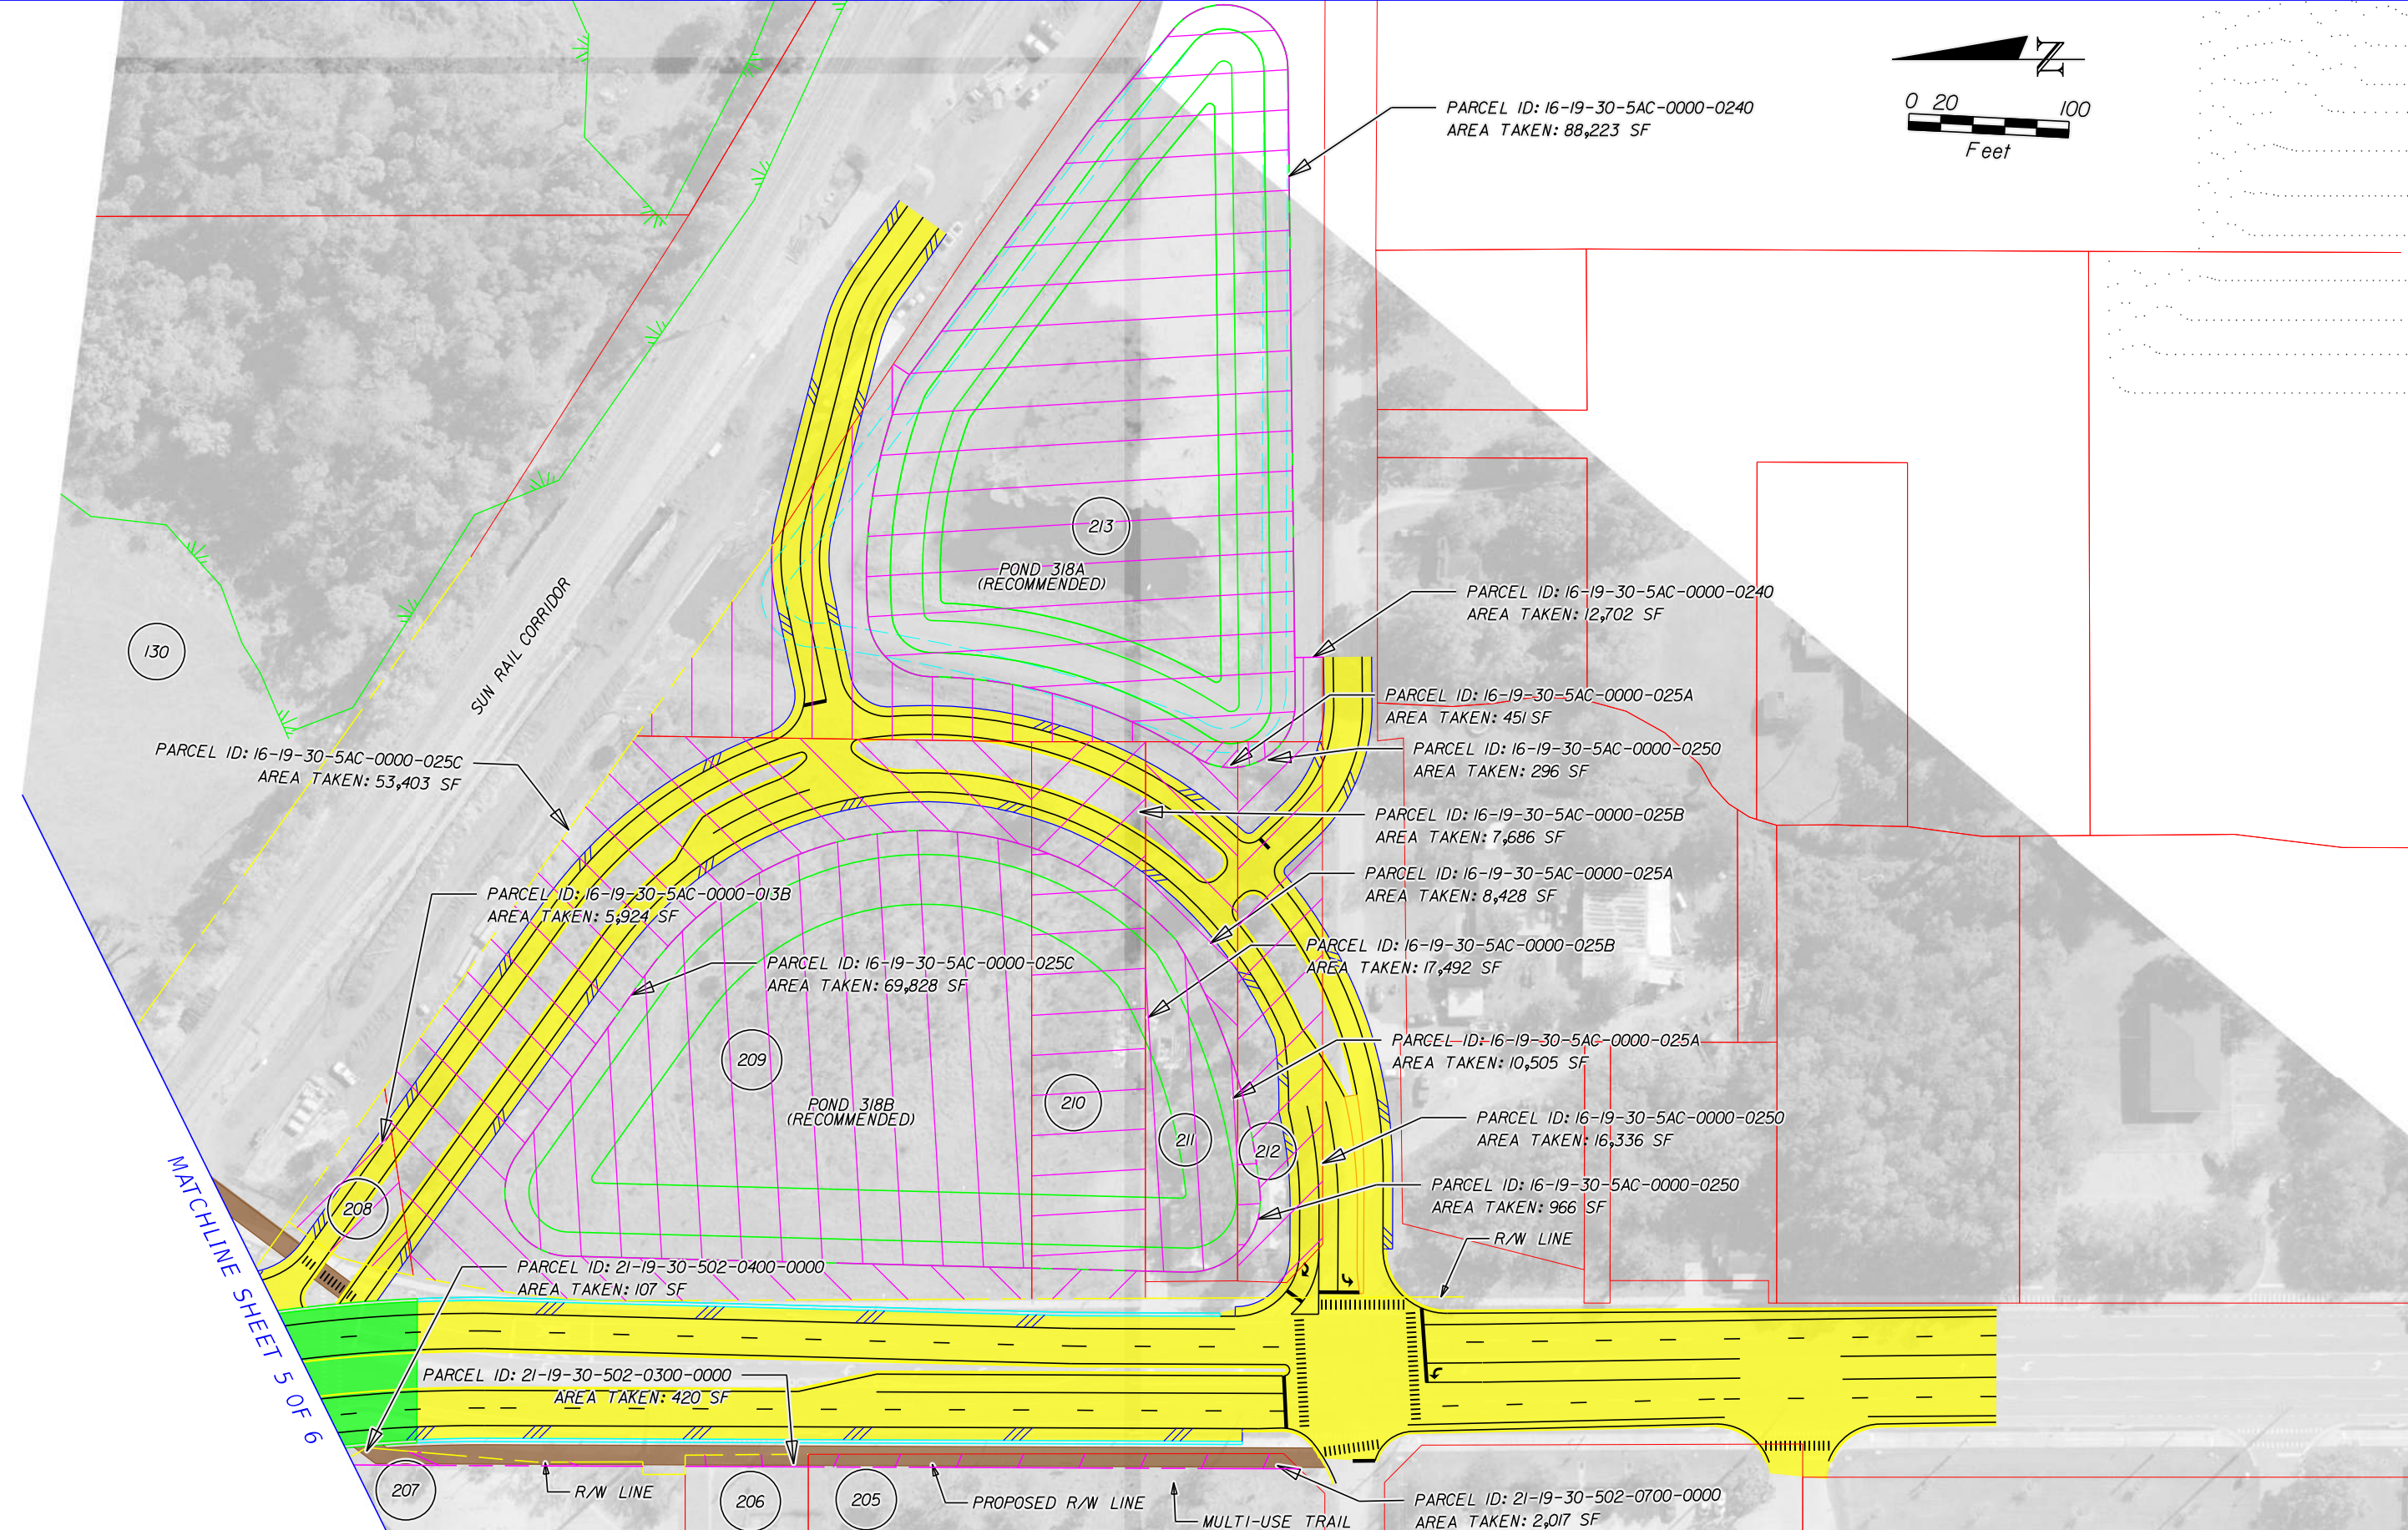 N
0 20 100
Feet
PARCEL ID: 16-19-30-5AC-0000-0240
AREA TAKEN: 88,223 SF
213
POND 318A
(RECOMMENDED)
PARCEL ID: 16-19-30-5AC-0000-0240
AREA TAKEN: 12,702 SF
130
SUN RAIL CORRIDOR
PARCEL ID: 16-19-30-5AC-0000-025A
AREA TAKEN: 451 SF
PARCEL ID: 16-19-30-5AC-0000-025C
AREA TAKEN: 53,403 SF
PARCEL ID: 16-19-30-5AC-0000-0250
AREA TAKEN: 296 SF
PARCEL ID: 16-19-30-5AC-0000-025B
AREA TAKEN: 7,686 SF
PARCEL ID: 16-19-30-5AC-0000-025A
AREA TAKEN: 8,428 SF
PARCEL ID: 16-19-30-5AC-0000-013B
AREA TAKEN: 5,924 SF
PARCEL ID: 16-19-30-5AC-0000-025B
AREA TAKEN: 17,492 SF
PARCEL ID: 16-19-30-5AC-0000-025C
AREA TAKEN: 69,828 SF
209
POND 318B
(RECOMMENDED)
210
211
212
PARCEL ID: 16-19-30-5AC-0000-025A
AREA TAKEN: 10,505 SF
PARCEL ID: 16-19-30-5AC-0000-0250
AREA TAKEN: 16,336 SF
PARCEL ID: 16-19-30-5AC-0000-0250
AREA TAKEN: 966 SF
R/W LINE
208
MATCHLINE SHEET 5 OF 6
PARCEL ID: 21-19-30-502-0400-0000
AREA TAKEN: 107 SF
PARCEL ID: 21-19-30-502-0300-0000
AREA TAKEN: 420 SF
207
R/W LINE
206
205
PROPOSED R/W LINE
MULTI-USE TRAIL
PARCEL ID: 21-19-30-502-0700-0000
AREA TAKEN: 2,017 SF